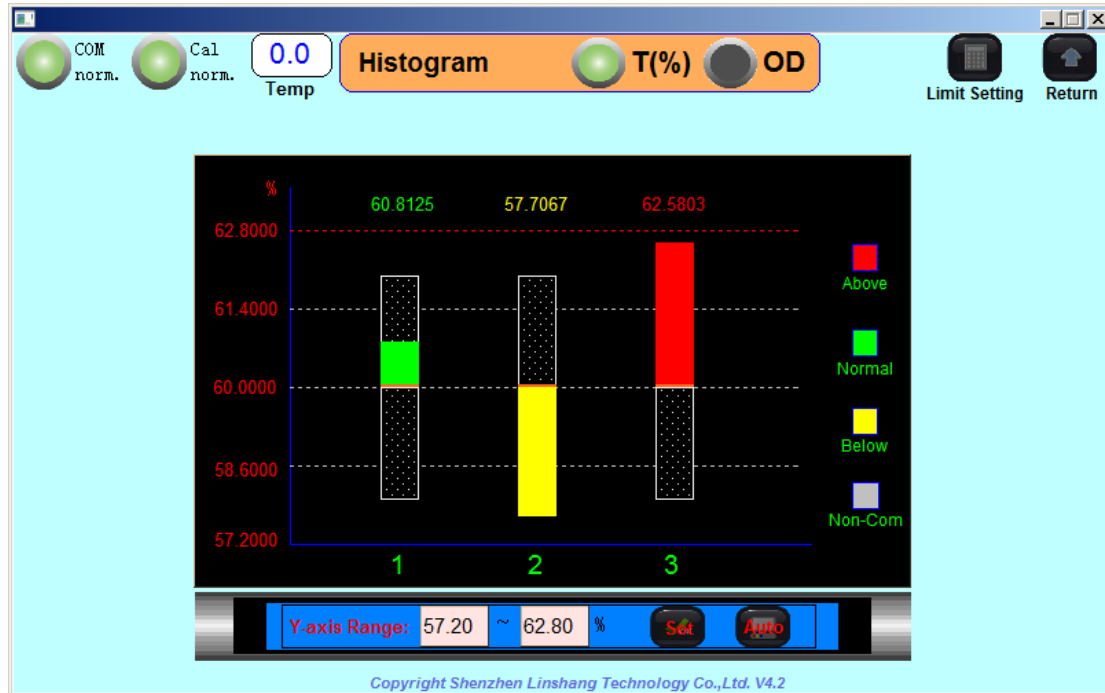 COM
norm.
Cal
norm.
0.0
Temp
Histogram
T(%)
OD
Limit Setting
Return
%
60.8125
57.7067
62.5803
62.8000
61.4000
60.0000
58.6000
57.2000
Above
Normal
Below
Non-Com
1
2
3
Y-axis Range: 57.20 ~ 62.80 %
Set
Auto
Copyright Shenzhen Linshang Technology Co.,Ltd. V4.2